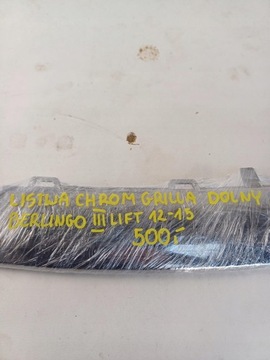 LISTWA CHROM GRILLA DOLNY
BERLINGO III LIFT 12-15
500